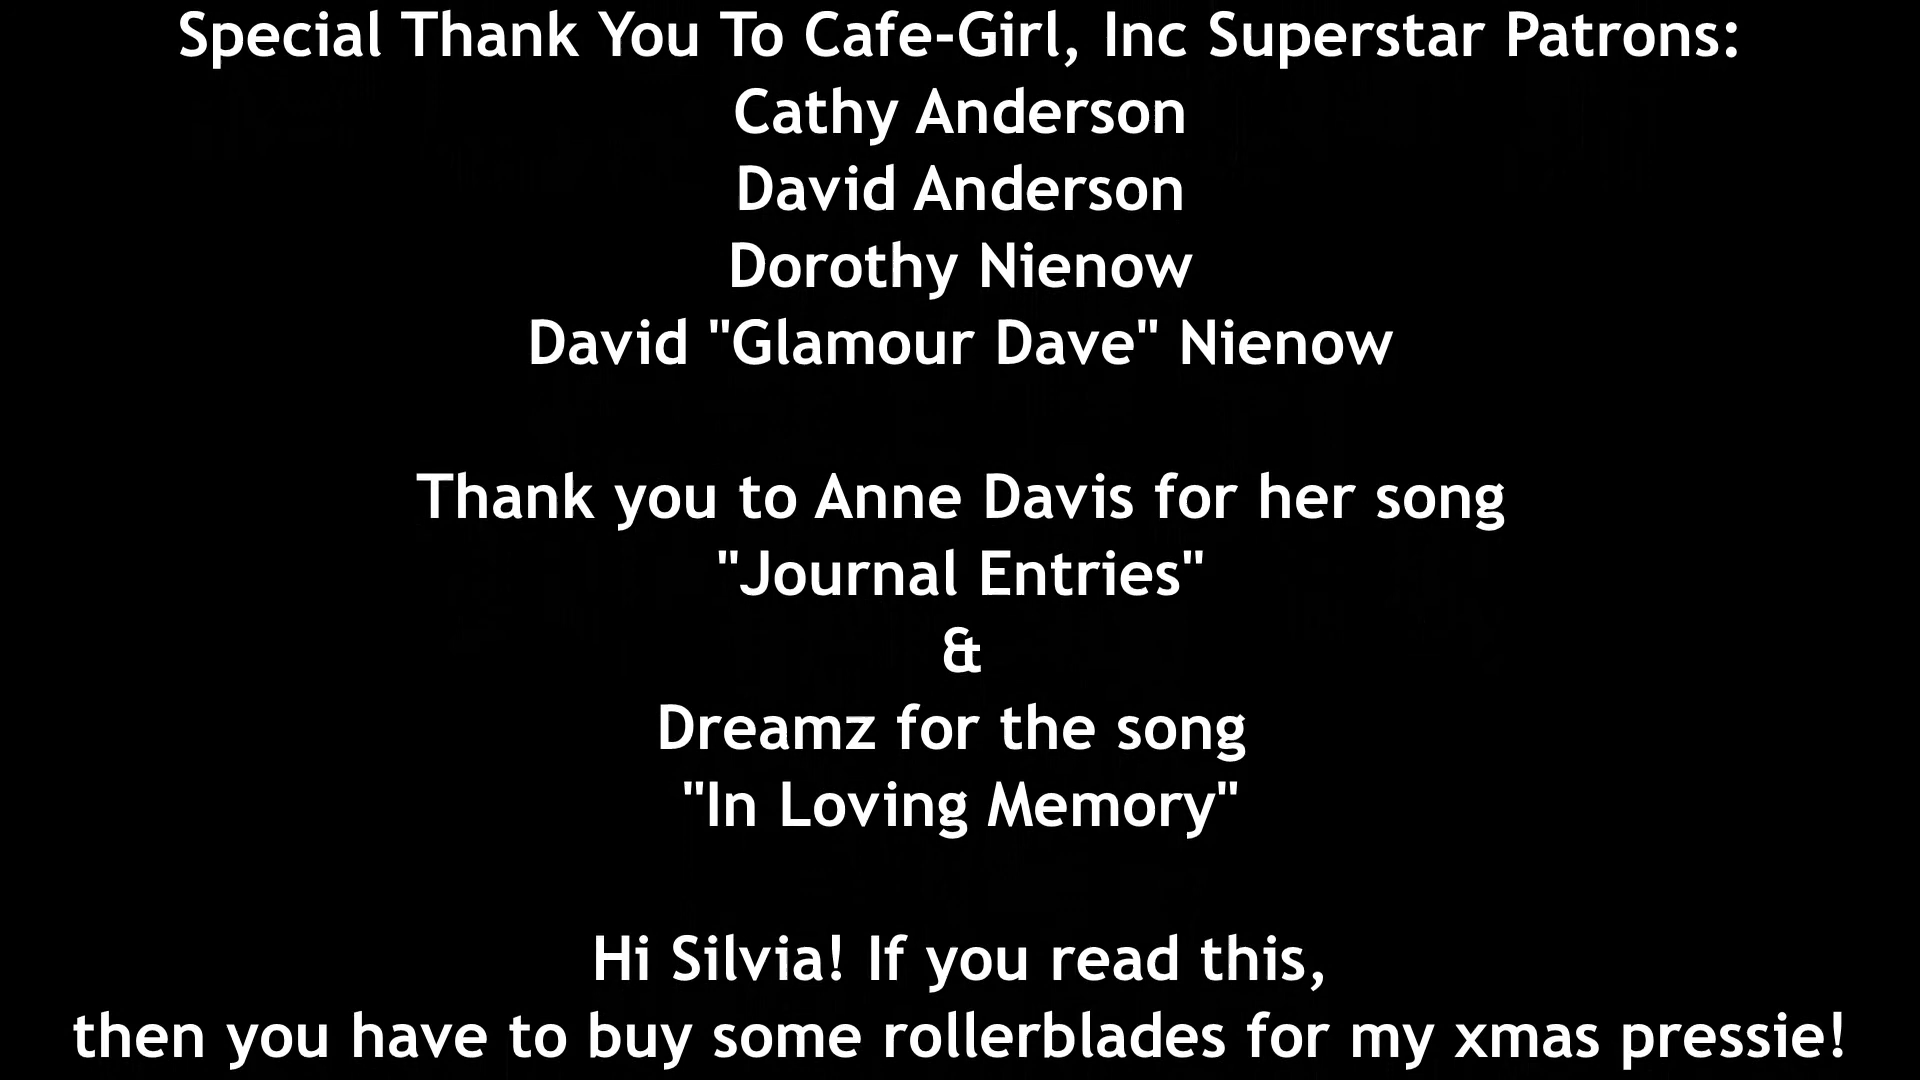 Special Thank You To Cafe-Girl, Inc Superstar Patrons:
Cathy Anderson
David Anderson
Dorothy Nienow
David "Glamour Dave" Nienow
Thank you to Anne Davis for her song
"Journal Entries"
&
Dreamz for the song
"In Loving Memory"
Hi Silvia! If you read this,
then you have to buy some rollerblades for my xmas pressie!